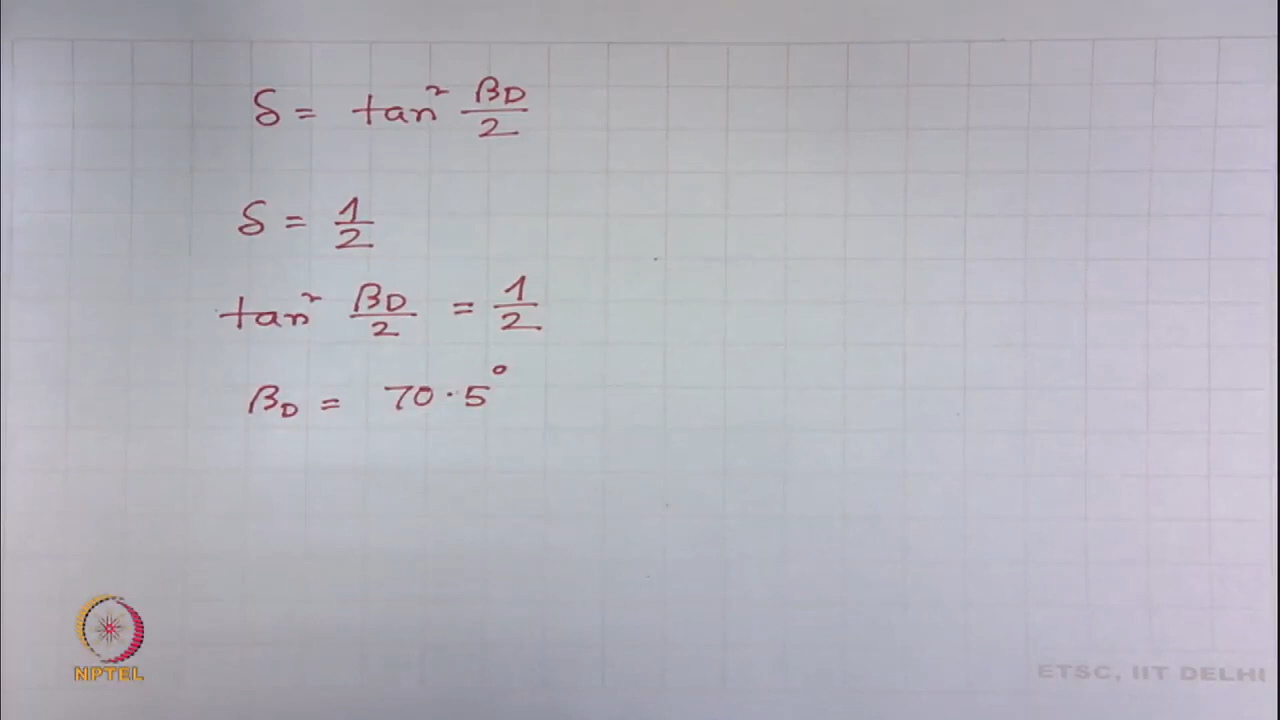 δ = tan² βD/2
δ = 1/2
tan² βD/2 = 1/2
βD = 70.5°
NPTEL
ETSC, IIT DELHI